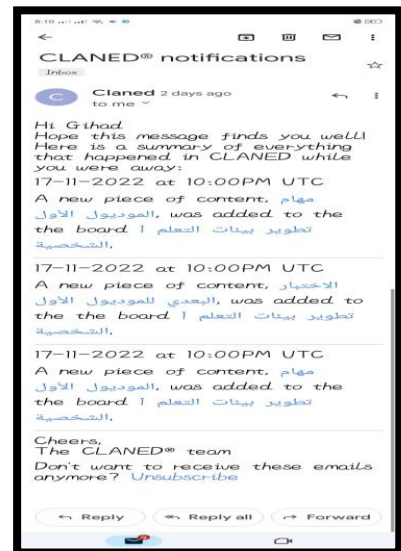 8:10
CLANED® notifications
Inbox
C
Claned 2 days ago
to me
Hi Gihad
Hope this message finds you well!
Here is a summary of everything
that happened in CLANED while
you were away:
17-11-2022 at 10:00PM UTC
A new piece of content, مهام
الموديول الأول, was added to the
the board تطوير بيئات التعلم أ
الشخصية.
17-11-2022 at 10:00PM UTC
A new piece of content, الاختبار
البعدي للموديول الأول, was added to
the the board تطوير بيئات التعلم أ
الشخصية.
17-11-2022 at 10:00PM UTC
A new piece of content, مهام
الموديول الأول, was added to the
the board تطوير بيئات التعلم أ
الشخصية.
Cheers,
The CLANED® team
Don't want to receive these emails
anymore? Unsubscribe
Reply
Reply all
Forward